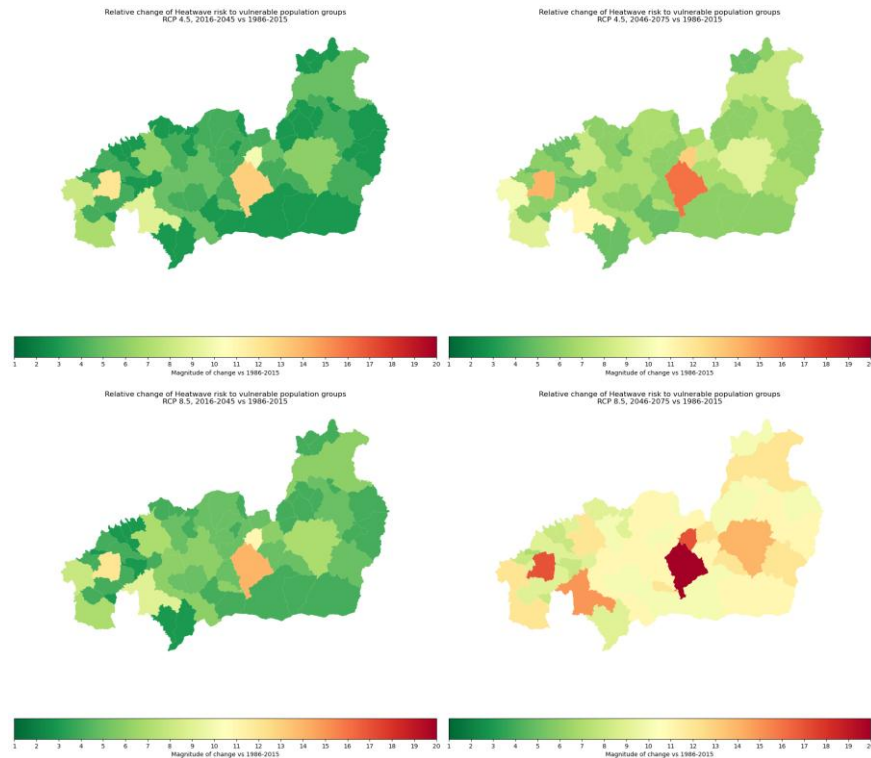 Relative change of Heatwave risk to vulnerable population groups
RCP 4.5, 2016-2045 vs 1986-2015
1 2 3 4 5 6 7 8 9 10 11 12 13 14 15 16 17 18 19 20
Magnitude of change vs 1986-2015
Relative change of Heatwave risk to vulnerable population groups
RCP 4.5, 2046-2075 vs 1986-2015
1 2 3 4 5 6 7 8 9 10 11 12 13 14 15 16 17 18 19 20
Magnitude of change vs 1986-2015
Relative change of Heatwave risk to vulnerable population groups
RCP 8.5, 2016-2045 vs 1986-2015
1 2 3 4 5 6 7 8 9 10 11 12 13 14 15 16 17 18 19 20
Magnitude of change vs 1986-2015
Relative change of Heatwave risk to vulnerable population groups
RCP 8.5, 2046-2075 vs 1986-2015
1 2 3 4 5 6 7 8 9 10 11 12 13 14 15 16 17 18 19 20
Magnitude of change vs 1986-2015